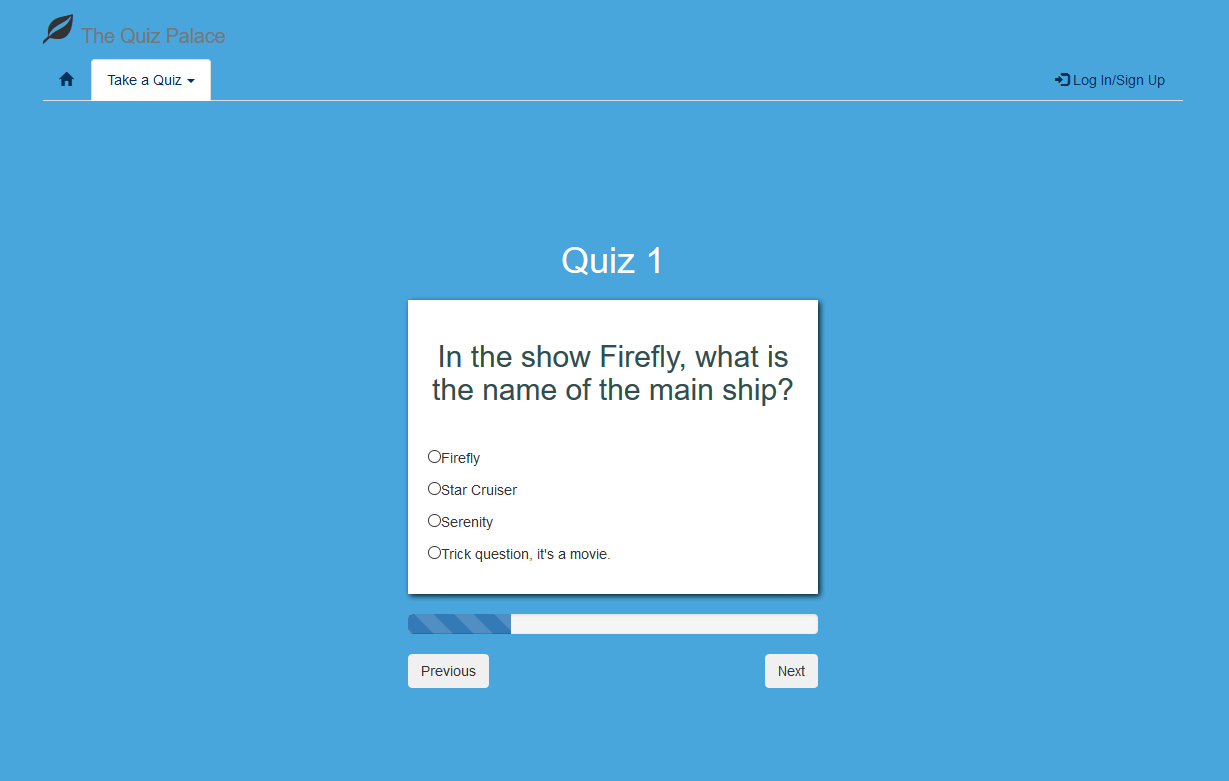 The Quiz Palace
Take a Quiz
Log In/Sign Up
Quiz 1
In the show Firefly, what is
the name of the main ship?
Firefly
Star Cruiser
Serenity
Trick question, it's a movie.
Previous
Next